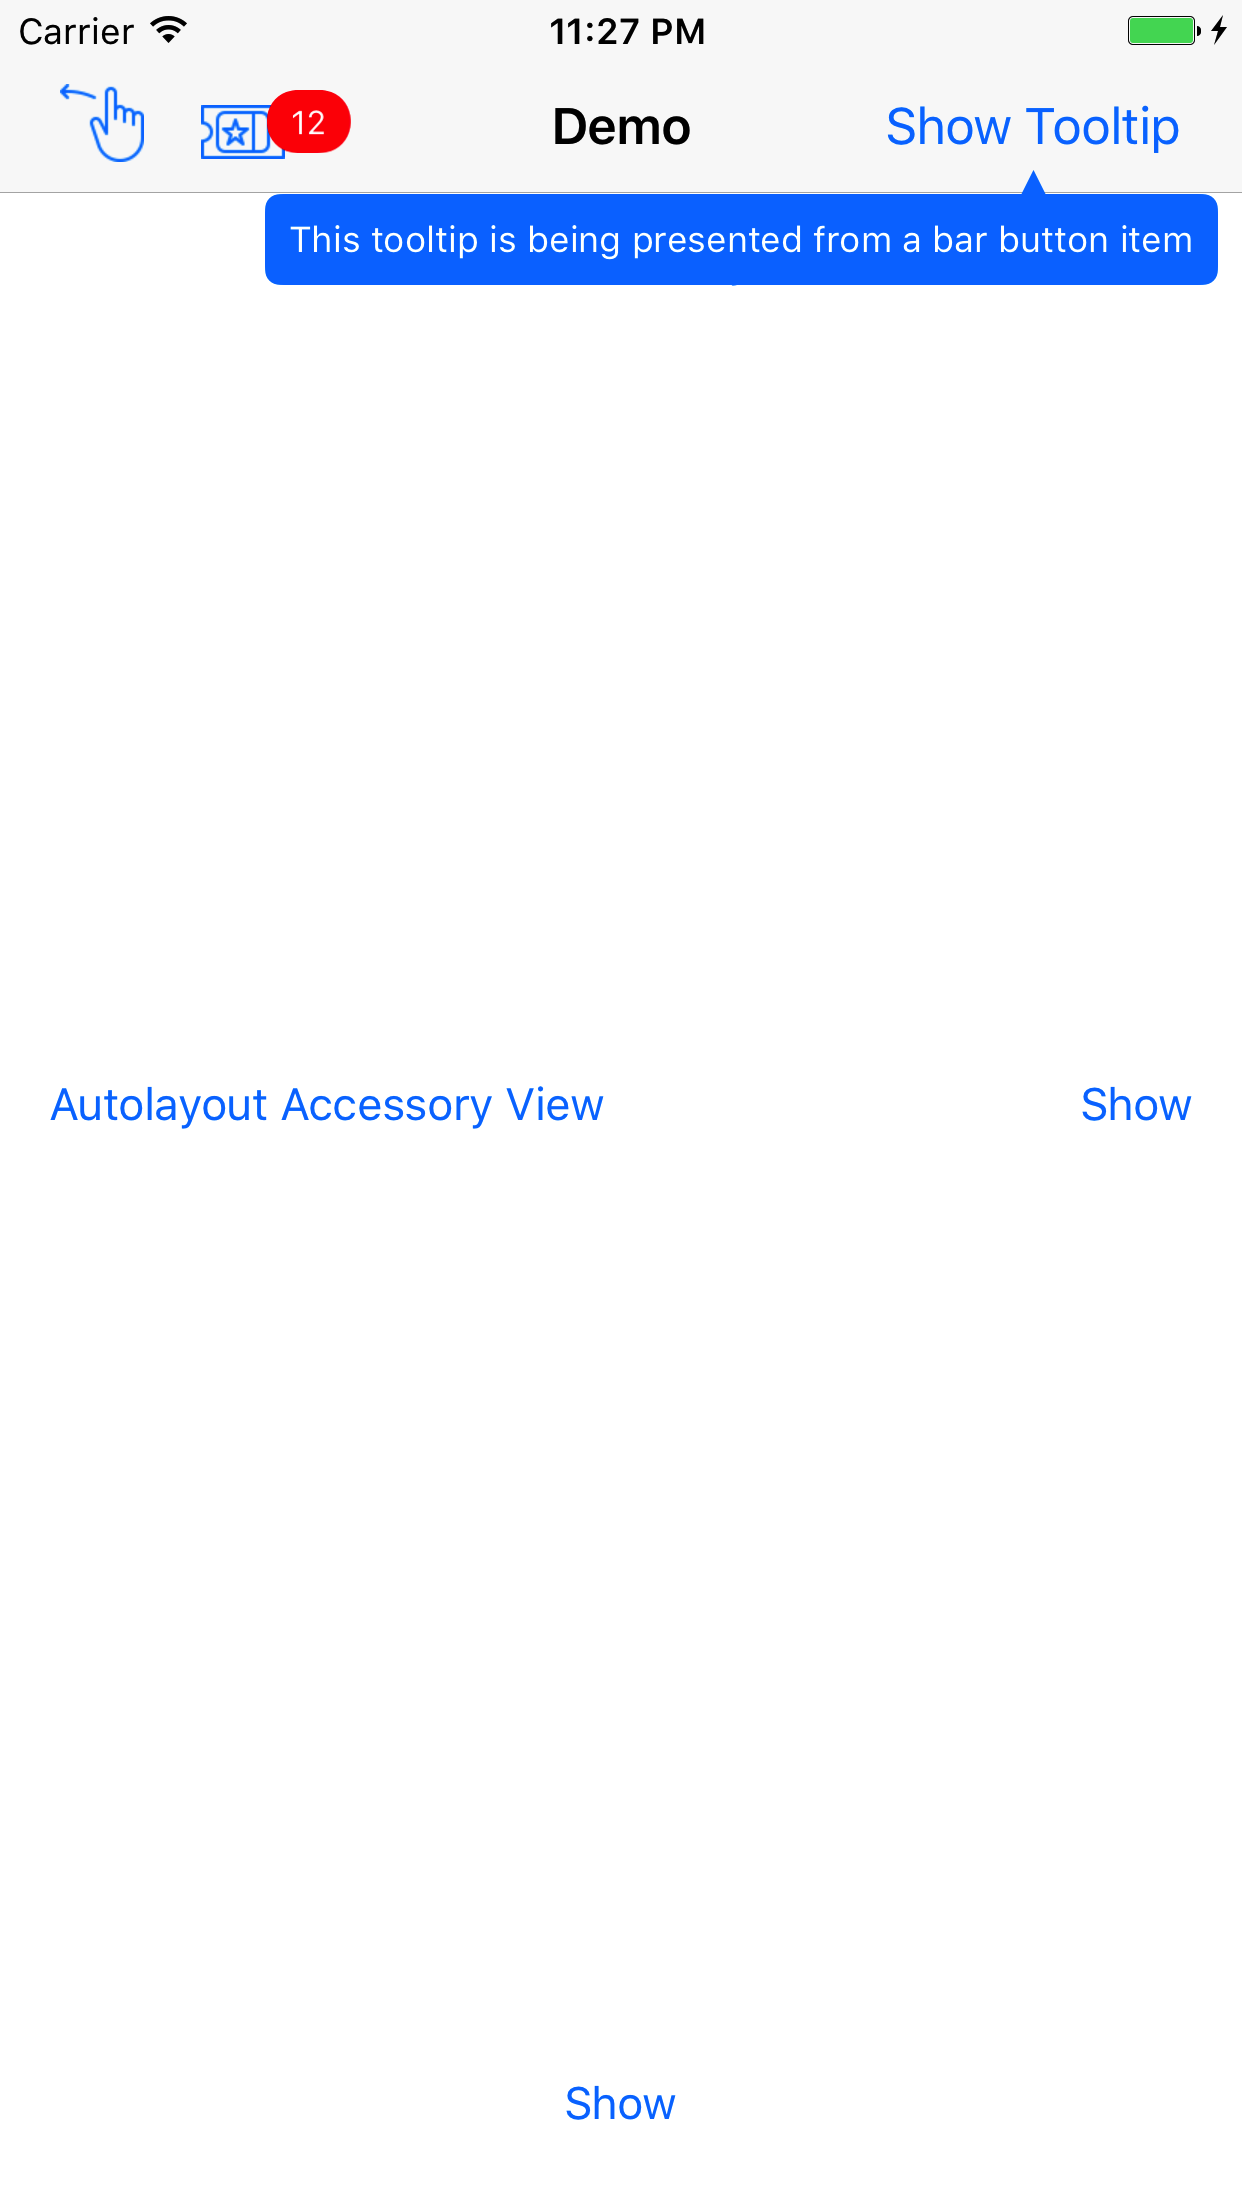 Carrier 11:27 PM
12 Demo Show Tooltip
This tooltip is being presented from a bar button item
Autolayout Accessory View Show
Show